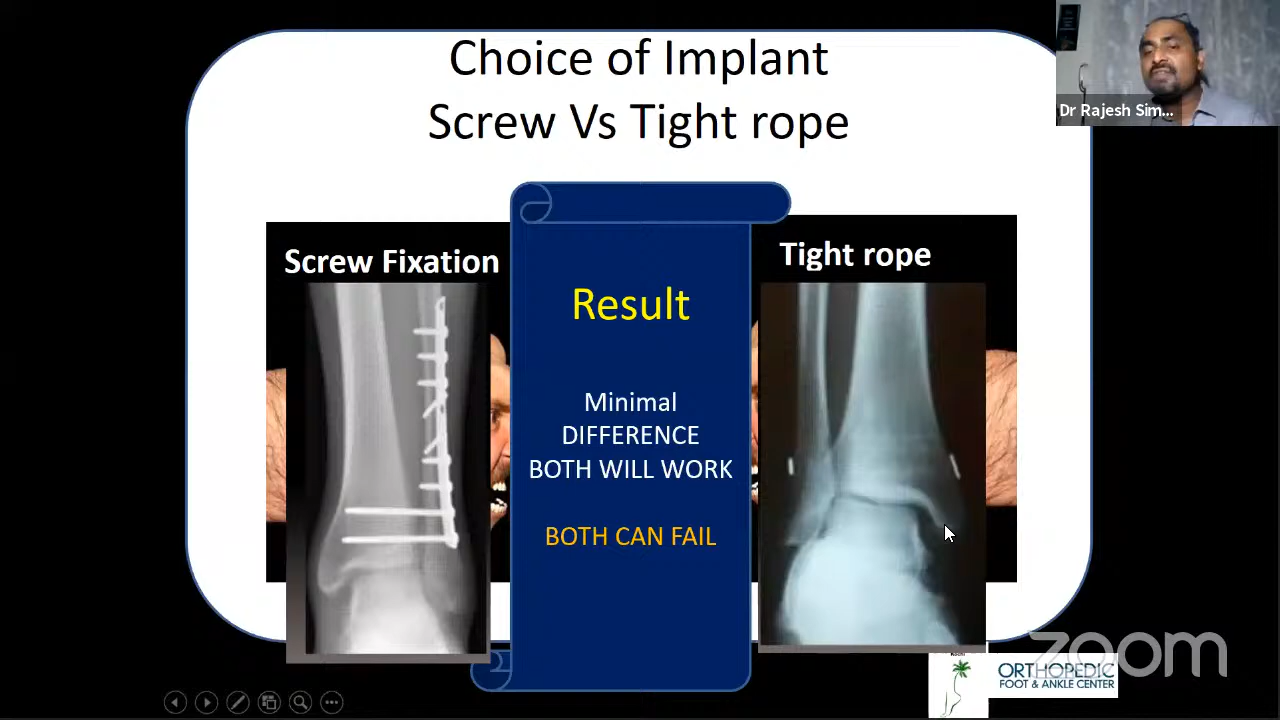 Choice of Implant
Screw Vs Tight rope
Dr Rajesh Sim...
Screw Fixation
Tight rope
Result
Minimal
DIFFERENCE
BOTH WILL WORK
BOTH CAN FAIL
zoom
ORTHOPEDIC
FOOT & ANKLE CENTER